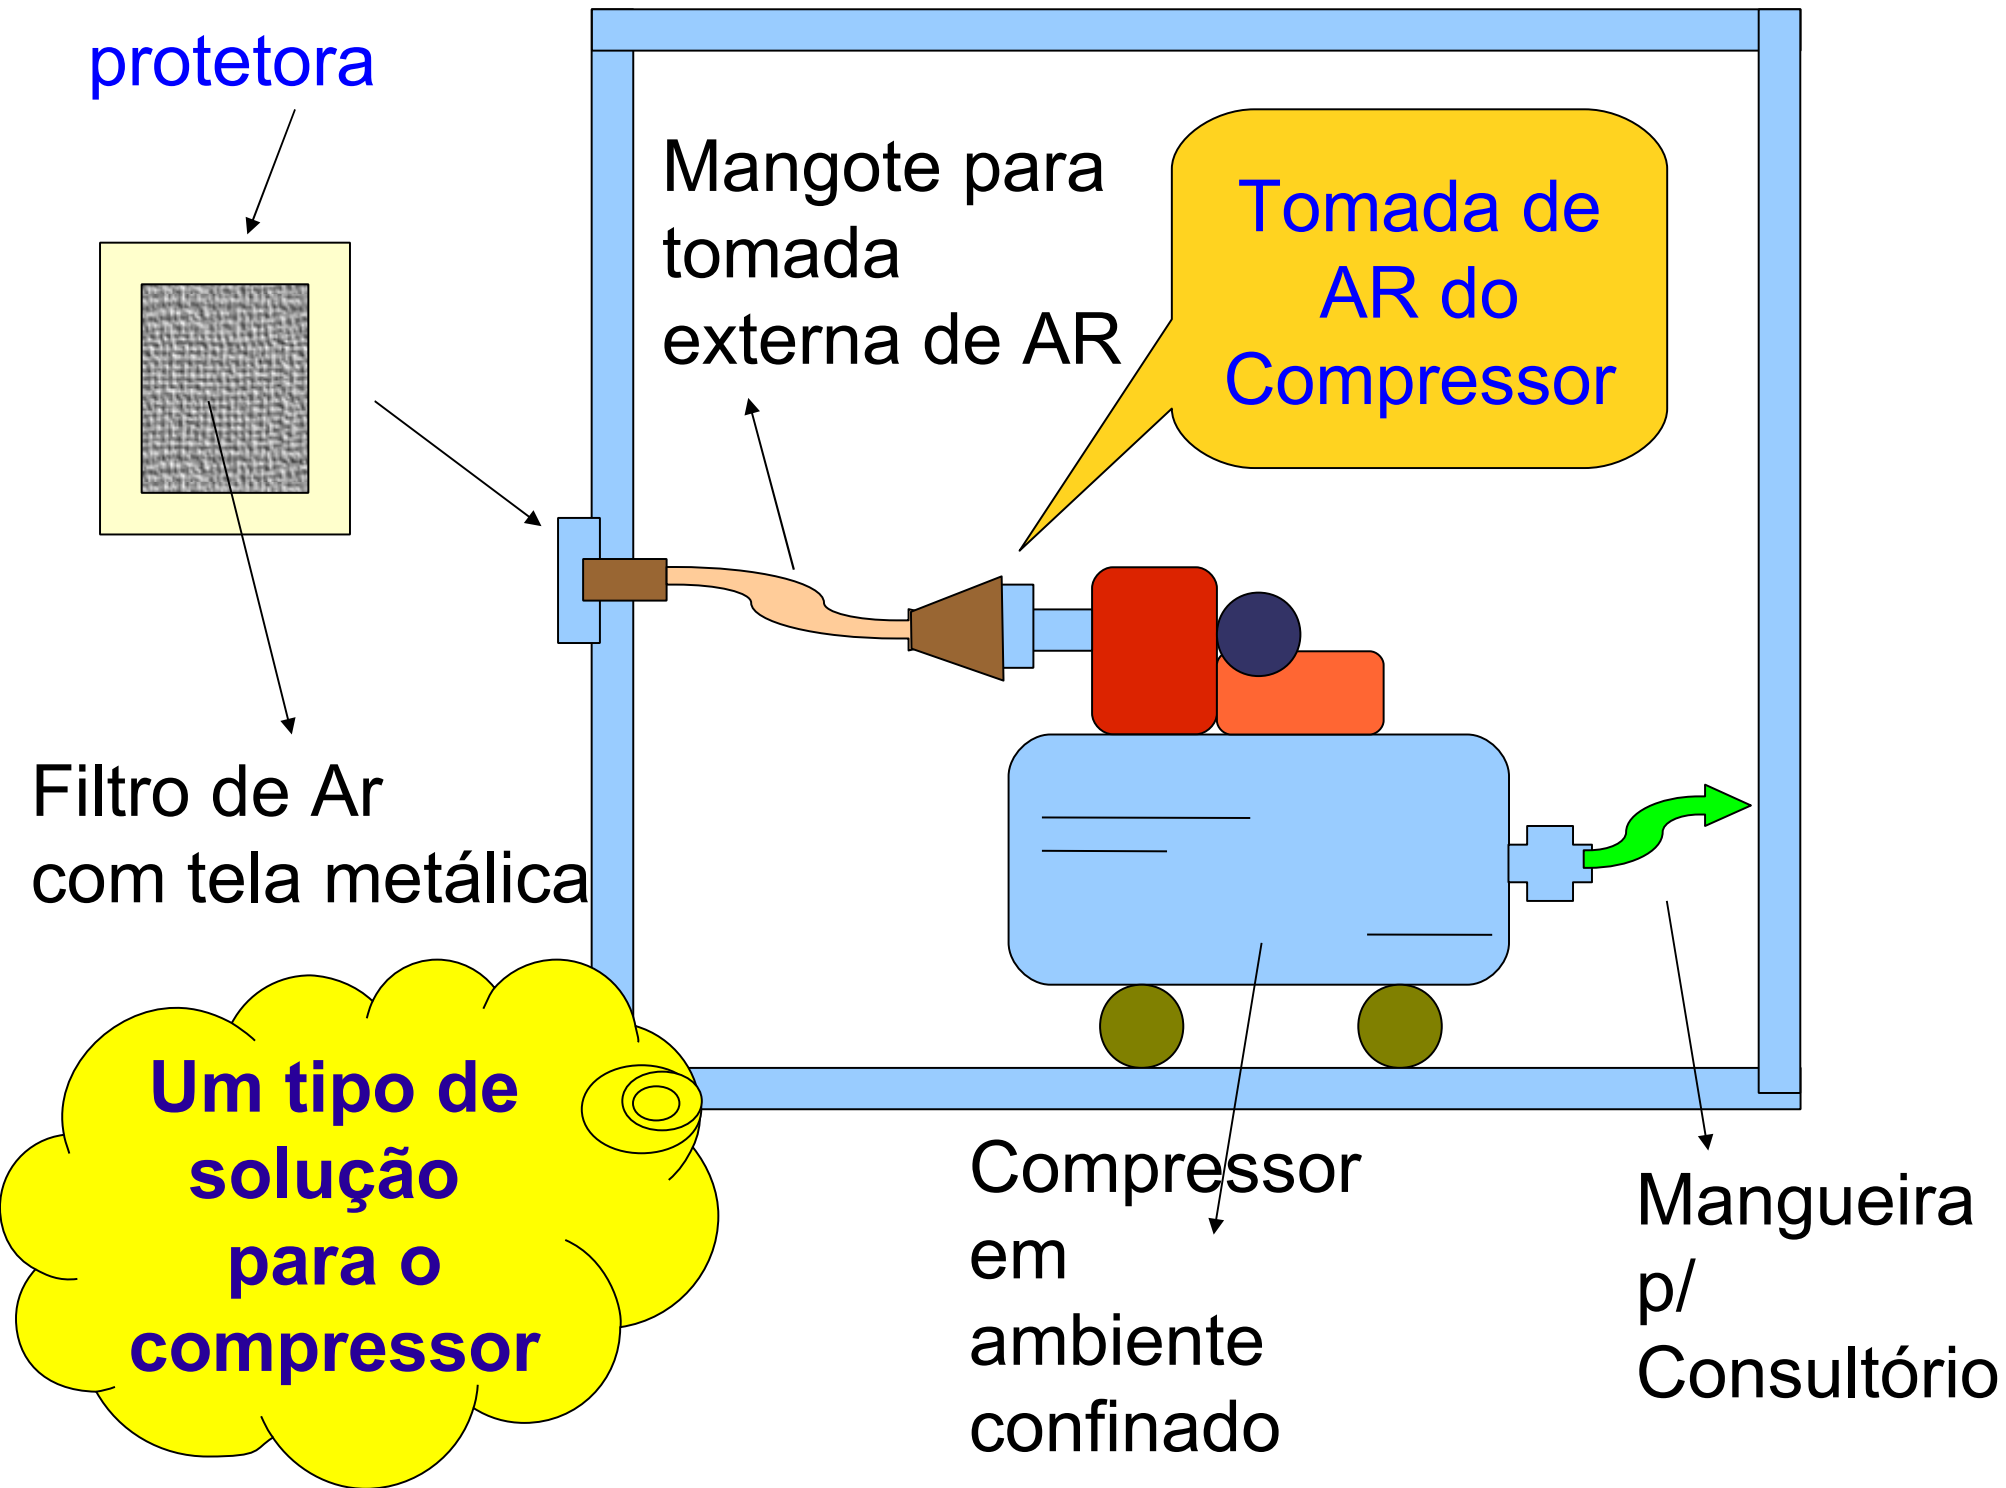 protetora
Mangote para
tomada
externa de AR
Tomada de
AR do
Compressor
Filtro de Ar
com tela metálica
Um tipo de
solução
para o
compressor
Compressor
em
ambiente
confinado
Mangueira
p/
Consultório